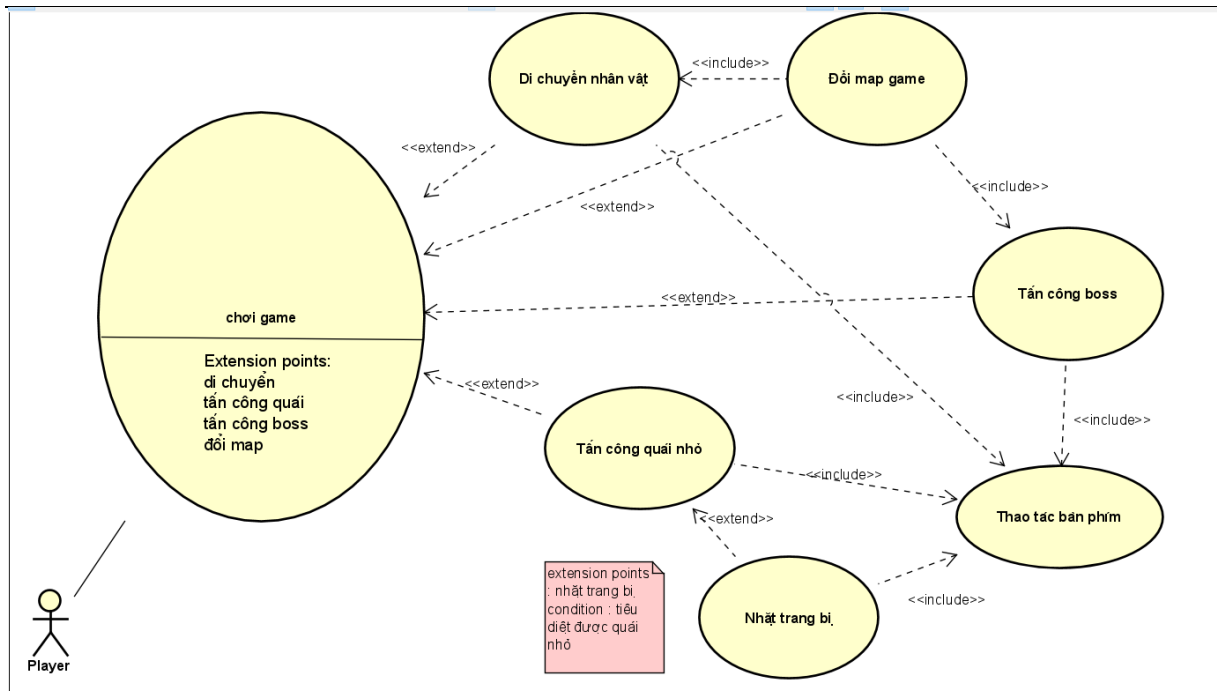 Di chuyển nhân vật
<<include>>
Đổi map game
<<extend>>
<<include>>
<<extend>>
Tấn công boss
<<extend>>
chơi game
Extension points:
di chuyển
tấn công quái
tấn công boss
đổi map
<<extend>>
<<include>>
<<include>>
Tấn công quái nhỏ
<<include>>
Thao tác bàn phím
<<extend>>
extension points
: nhặt trang bị
condition : tiêu
diệt được quái
nhỏ
Nhặt trang bị
<<include>>
Player